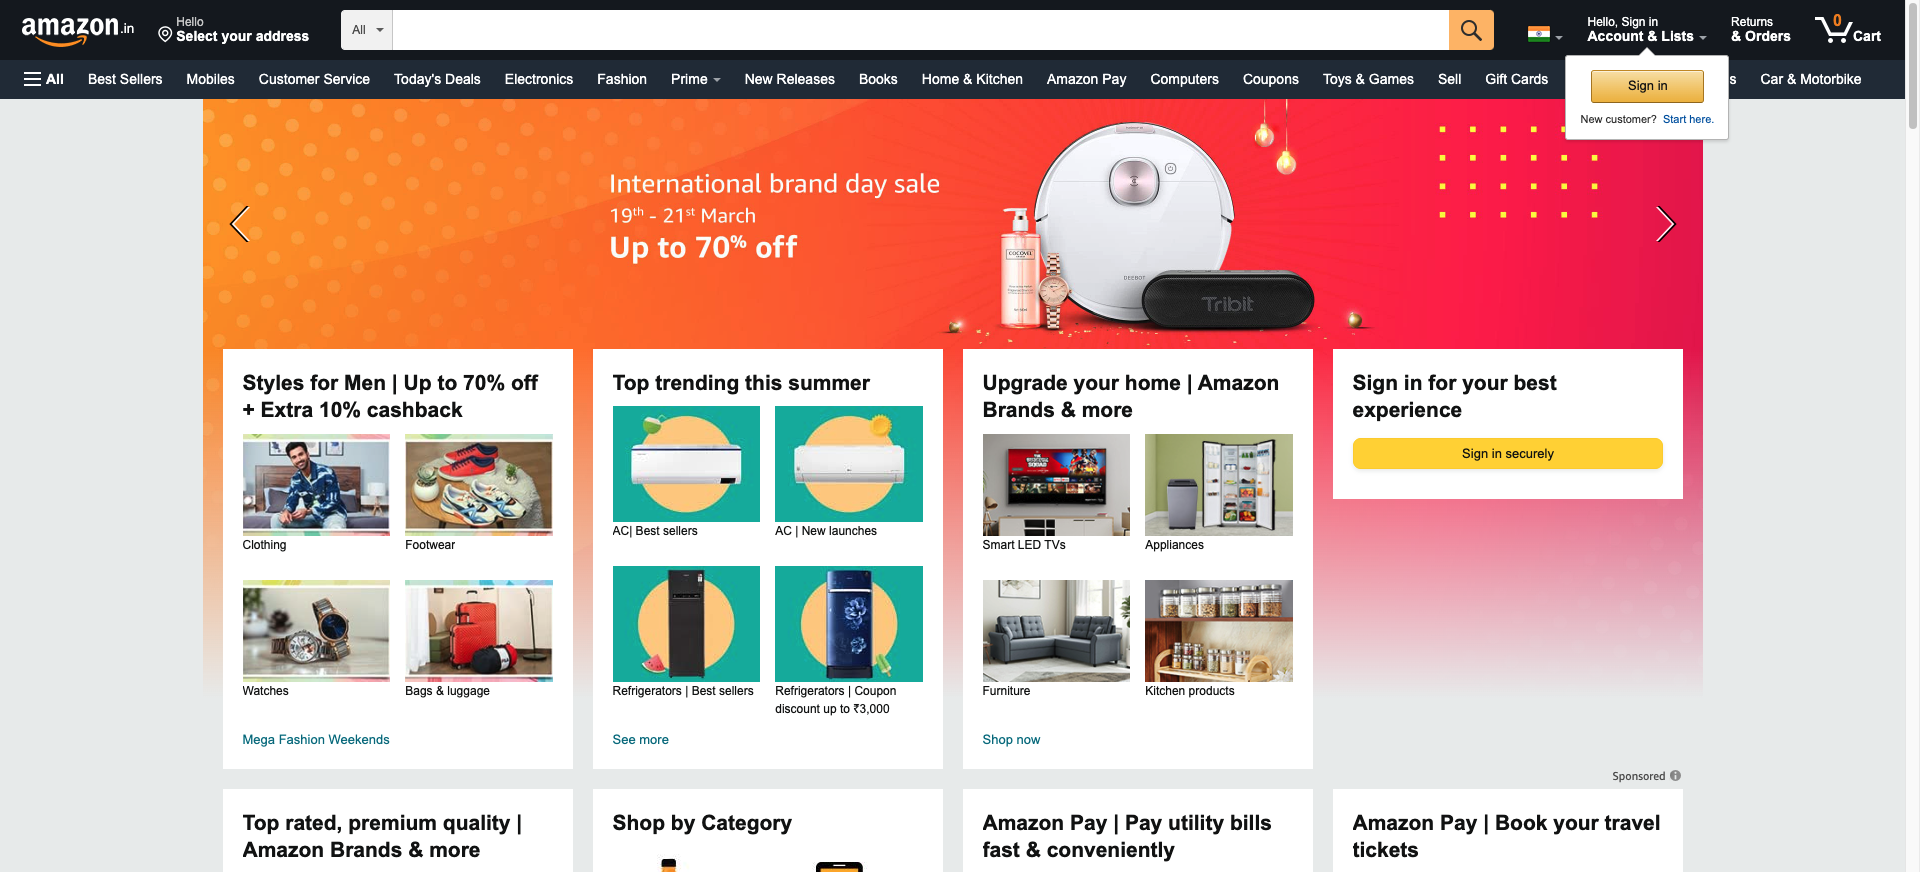 amazon.in
Hello
Select your address
All
Hello, Sign in
Account & Lists
Returns
& Orders
0
Cart
All
Best Sellers
Mobiles
Customer Service
Today's Deals
Electronics
Fashion
Prime
New Releases
Books
Home & Kitchen
Amazon Pay
Computers
Coupons
Toys & Games
Sell
Gift Cards
s
Car & Motorbike
Sign in
New customer? Start here.
International brand day sale
19th - 21st March
Up to 70% off
COCOVEL
DEEBOT
Tribit
Styles for Men | Up to 70% off
+ Extra 10% cashback
Clothing
Footwear
Watches
Bags & luggage
Mega Fashion Weekends
Top trending this summer
AC| Best sellers
AC | New launches
Refrigerators | Best sellers
Refrigerators | Coupon
discount up to ₹3,000
See more
Upgrade your home | Amazon
Brands & more
Smart LED TVs
Appliances
Furniture
Kitchen products
Shop now
Sign in for your best
experience
Sign in securely
Sponsored
Top rated, premium quality |
Amazon Brands & more
Shop by Category
Amazon Pay | Pay utility bills
fast & conveniently
Amazon Pay | Book your travel
tickets